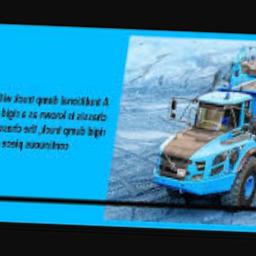 A traditional dump truck with
chassis is known as a rigid
rigid dump truck, the chassis
continuous piece